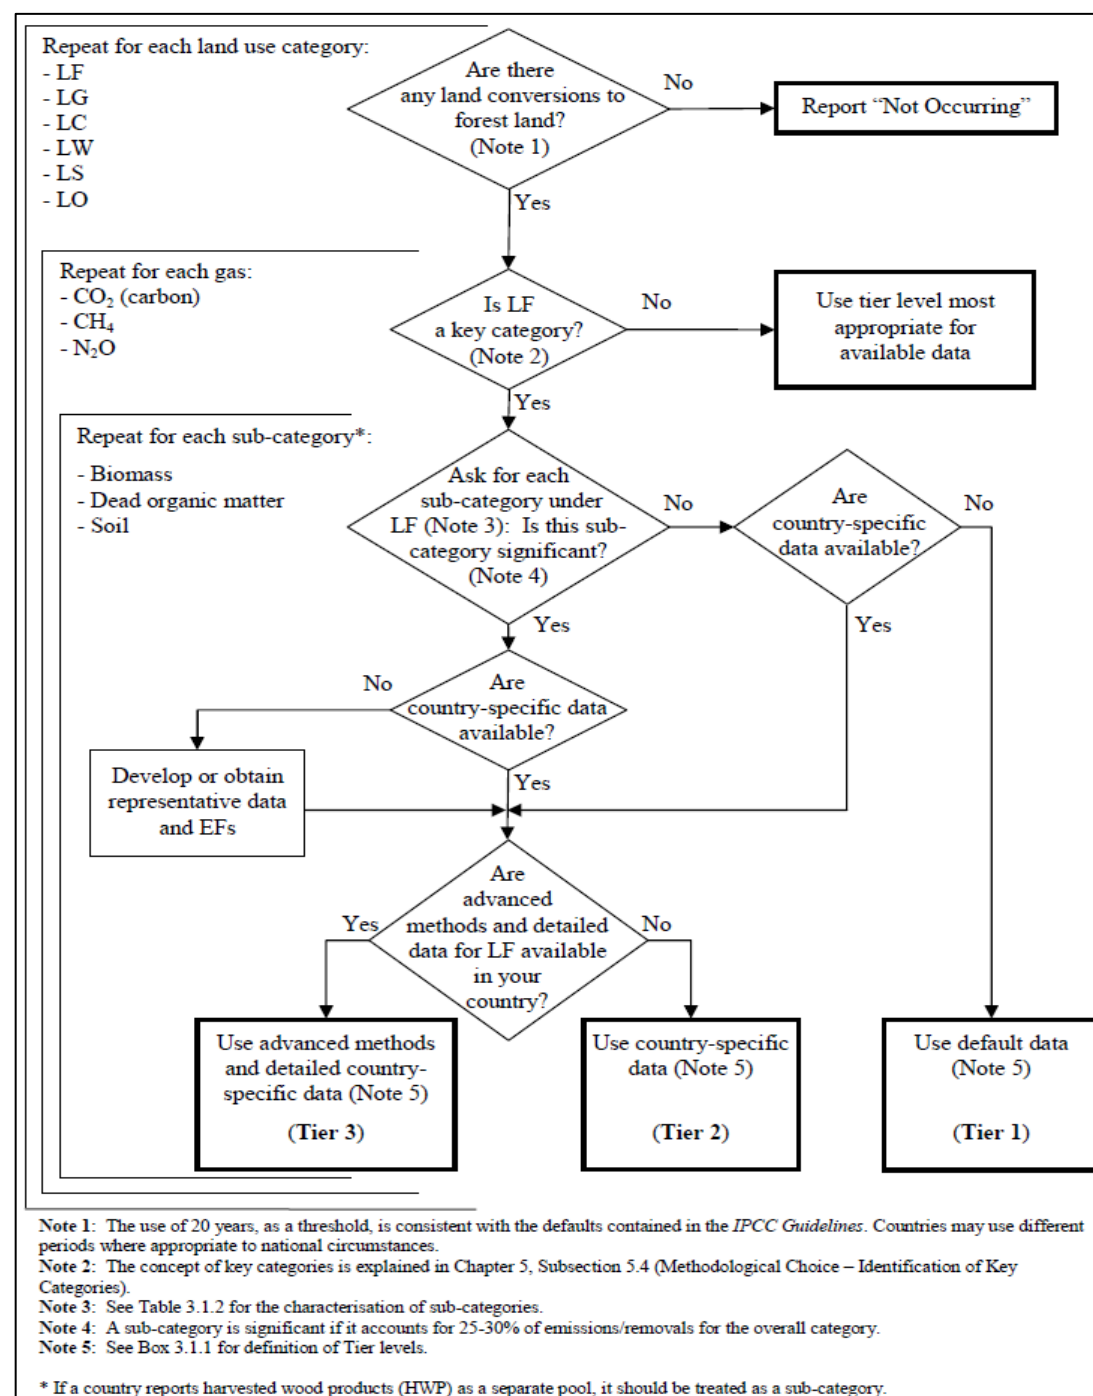 Repeat for each land use category:
- LF
- LG
- LC
- LW
- LS
- LO
Are there
any land conversions to
forest land?
(Note 1)
No
Report “Not Occurring”
Yes
Repeat for each gas:
- CO₂ (carbon)
- CH₄
- N₂O
Is LF
a key category?
(Note 2)
No
Use tier level most
appropriate for
available data
Yes
Repeat for each sub-category*:
- Biomass
- Dead organic matter
- Soil
Ask for each
sub-category under
LF (Note 3): Is this sub-
category significant?
(Note 4)
No
Are
country-specific
data available?
No
Yes
Yes
No
Are
country-specific data
available?
Develop or obtain
representative data
and EFs
Yes
Are
advanced
methods and detailed
data for LF available
in your
country?
Yes
No
Use advanced methods
and detailed country-
specific data (Note 5)
(Tier 3)
Use country-specific
data (Note 5)
(Tier 2)
Use default data
(Note 5)
(Tier 1)
Note 1: The use of 20 years, as a threshold, is consistent with the defaults contained in the IPCC Guidelines. Countries may use different
periods where appropriate to national circumstances.
Note 2: The concept of key categories is explained in Chapter 5, Subsection 5.4 (Methodological Choice – Identification of Key
Categories).
Note 3: See Table 3.1.2 for the characterisation of sub-categories.
Note 4: A sub-category is significant if it accounts for 25-30% of emissions/removals for the overall category.
Note 5: See Box 3.1.1 for definition of Tier levels.
* If a country reports harvested wood products (HWP) as a separate pool, it should be treated as a sub-category.